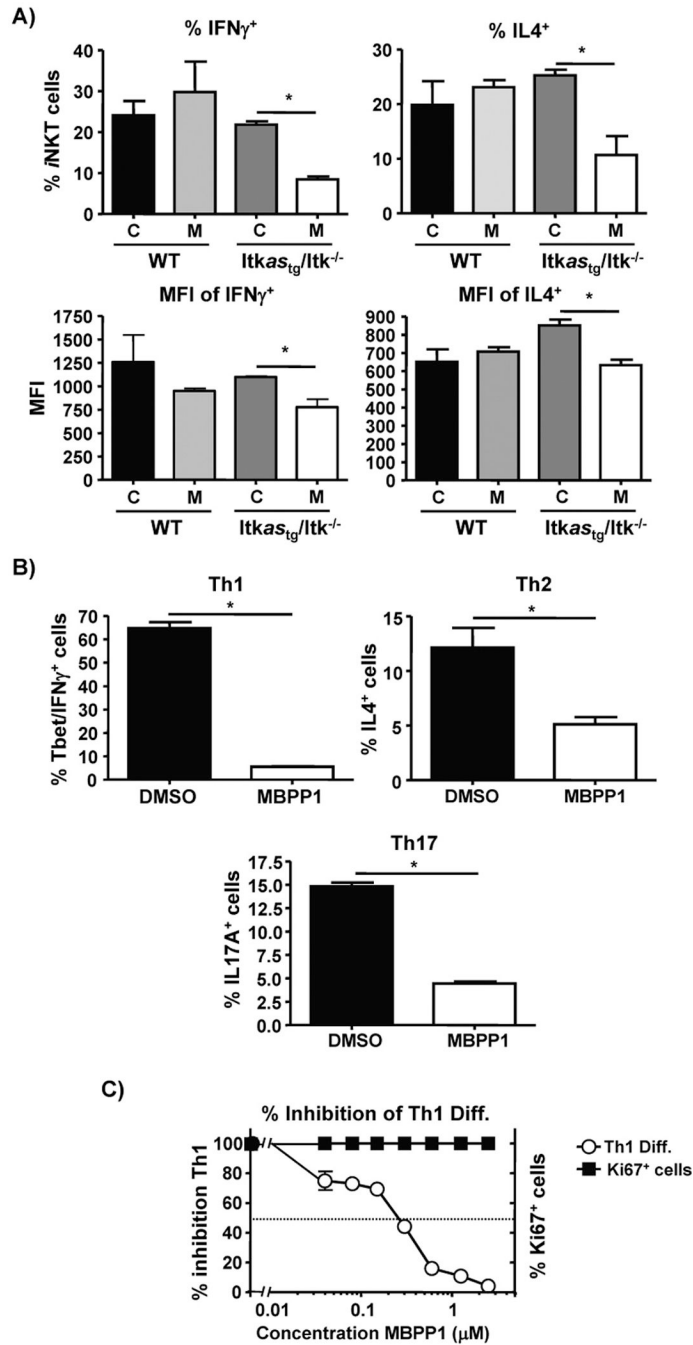 A)
% IFNγ+
% IL4+
% iNKT cells
40
30
20
10
0
20
10
0
C M C M
C M C M
WT Itkas_tg/Itk-/-
WT Itkas_tg/Itk-/-
MFI of IFNγ+
MFI of IL4+
MFI
1750
1500
1250
1000
750
500
250
0
900
800
700
600
500
400
300
200
100
0
*
*
*
*
C M C M
C M C M
WT Itkas_tg/Itk-/-
WT Itkas_tg/Itk-/-
B)
Th1
% Tbet/IFNγ+ cells
70
60
50
40
30
20
10
0
*
DMSO MBPP1
Th2
% IL4+ cells
15
10
5
0
*
DMSO MBPP1
Th17
% IL17A+ cells
17.5
15.0
12.5
10.0
7.5
5.0
2.5
0.0
*
DMSO MBPP1
C)
% Inhibition of Th1 Diff.
% inhibition Th1
100
80
60
40
20
0
% Ki67+ cells
0.01 0.1 1
Concentration MBPP1 (μM)
Th1 Diff.
Ki67+ cells